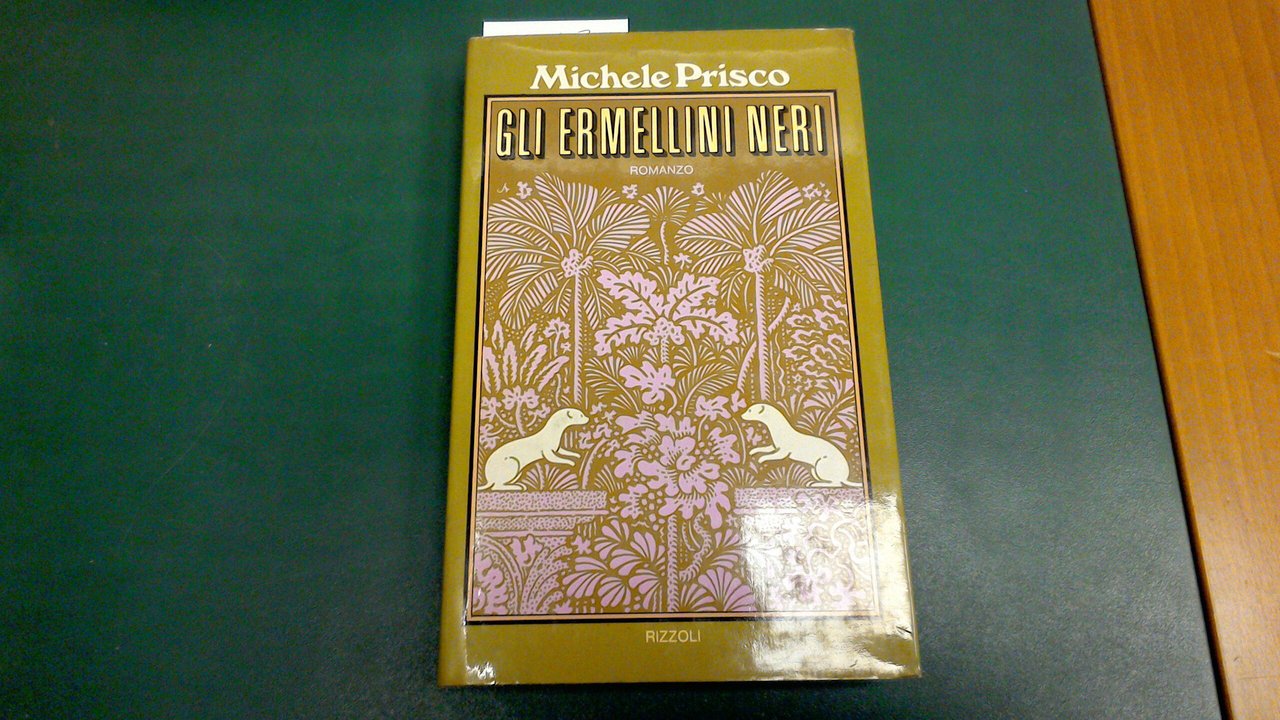 Michele Prisco
GLI ERMELLINI NERI
ROMANZO
RIZZOLI